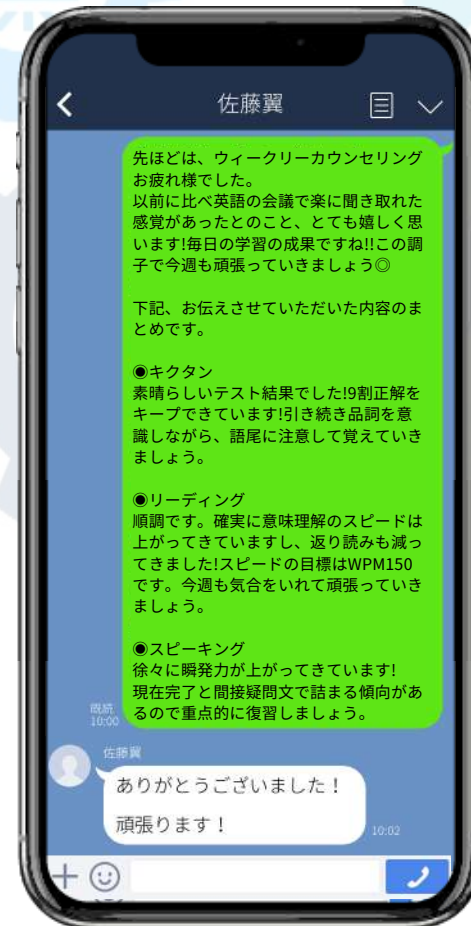 佐藤翼
先ほどは、ウィークリーカウンセリング
お疲れ様でした。
以前に比べ英語の会議で楽に聞き取れた
感覚があったとのこと、とても嬉しく思
います!毎日の学習の成果ですね!!この調
子で今週も頑張っていきましょう◎
下記、お伝えさせていただいた内容のま
とめです。
◉キクタン
素晴らしいテスト結果でした!9割正解を
キープできています!引き続き品詞を意
識しながら、語尾に注意して覚えていき
ましょう。
◉リーディング
順調です。確実に意味理解のスピードは
上がってきていますし、返り読みも減っ
てきました!スピードの目標はWPM150
です。今週も気合をいれて頑張っていき
ましょう。
◉スピーキング
徐々に瞬発力が上がってきています!
現在完了と間接疑問文で詰まる傾向があ
るので重点的に復習しましょう。
10:00
佐藤翼
ありがとうございました！
頑張ります！
10:02